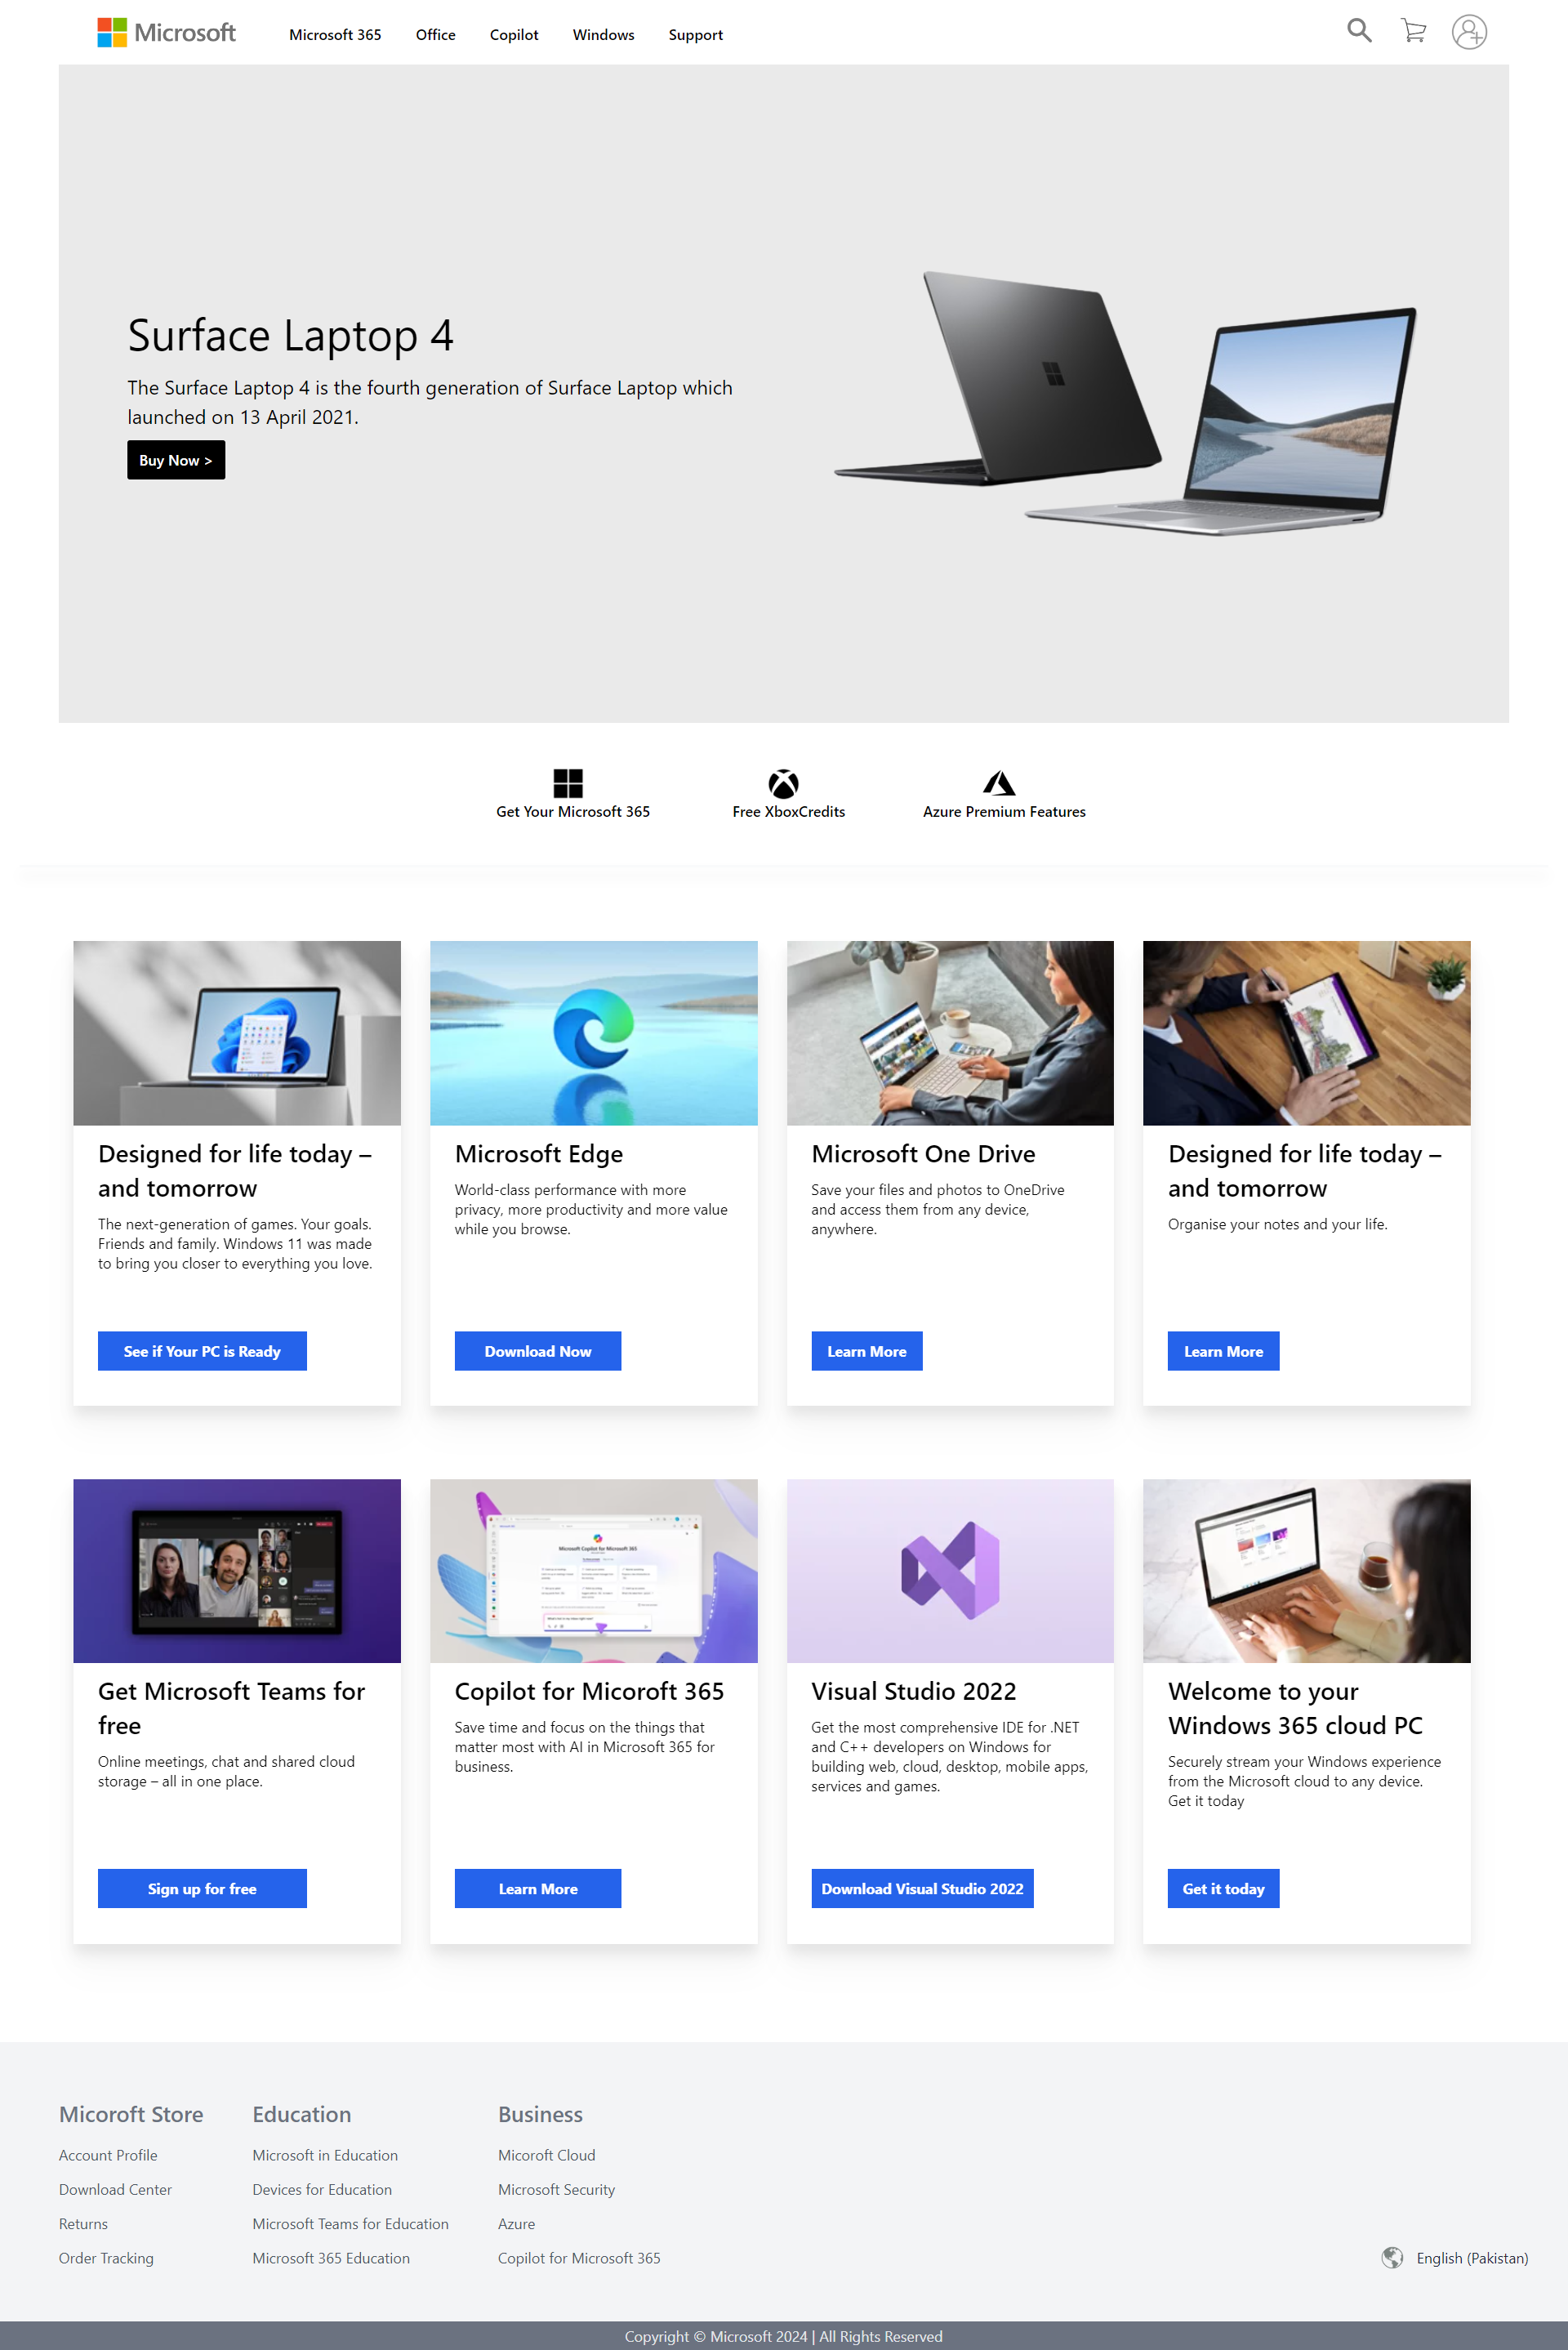 Microsoft
Microsoft 365
Office
Copilot
Windows
Support
Surface Laptop 4
The Surface Laptop 4 is the fourth generation of Surface Laptop which
launched on 13 April 2021.
Buy Now >
Get Your Microsoft 365
Free XboxCredits
Azure Premium Features
Designed for life today –
and tomorrow
The next-generation of games. Your goals.
Friends and family. Windows 11 was made
to bring you closer to everything you love.
See if Your PC is Ready
Microsoft Edge
World-class performance with more
privacy, more productivity and more value
while you browse.
Download Now
Microsoft One Drive
Save your files and photos to OneDrive
and access them from any device,
anywhere.
Learn More
Designed for life today –
and tomorrow
Organise your notes and your life.
Learn More
Get Microsoft Teams for
free
Online meetings, chat and shared cloud
storage – all in one place.
Sign up for free
Microsoft Copilot for Microsoft 365
Copilot for Micoroft 365
Save time and focus on the things that
matter most with AI in Microsoft 365 for
business.
Learn More
Visual Studio 2022
Get the most comprehensive IDE for .NET
and C++ developers on Windows for
building web, cloud, desktop, mobile apps,
services and games.
Download Visual Studio 2022
Welcome to your
Windows 365 cloud PC
Securely stream your Windows experience
from the Microsoft cloud to any device.
Get it today
Get it today
Micoroft Store
Account Profile
Download Center
Returns
Order Tracking
Education
Microsoft in Education
Devices for Education
Microsoft Teams for Education
Microsoft 365 Education
Business
Micoroft Cloud
Microsoft Security
Azure
Copilot for Microsoft 365
English (Pakistan)
Copyright © Microsoft 2024 | All Rights Reserved